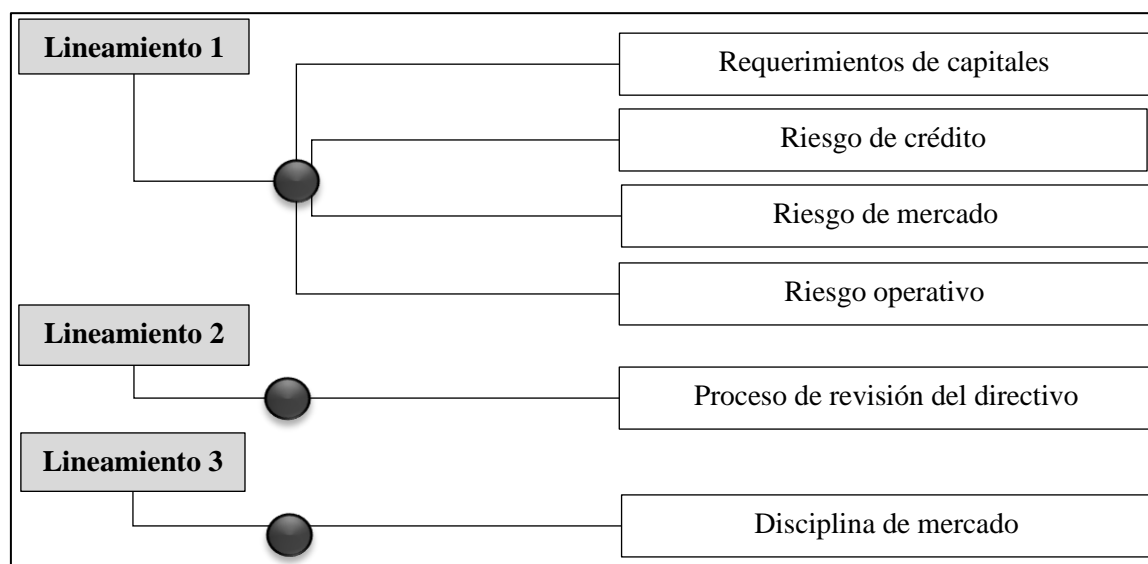 Lineamiento 1
Requerimientos de capitales
Riesgo de crédito
Riesgo de mercado
Riesgo operativo
Lineamiento 2
Proceso de revisión del directivo
Lineamiento 3
Disciplina de mercado